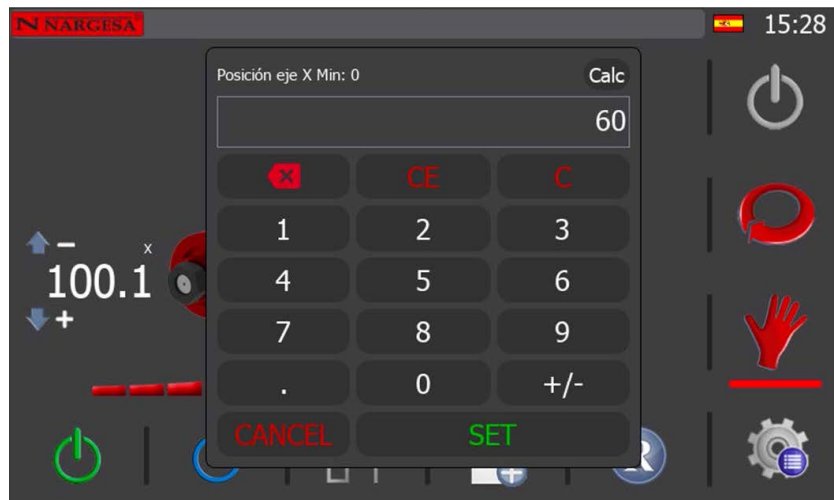 N NARGESA
15:28
Posición eje X Min: 0
Calc
60
CE C
1 2 3
4 5 6
7 8 9
. 0 +/-
CANCEL SET
x
100.1
R